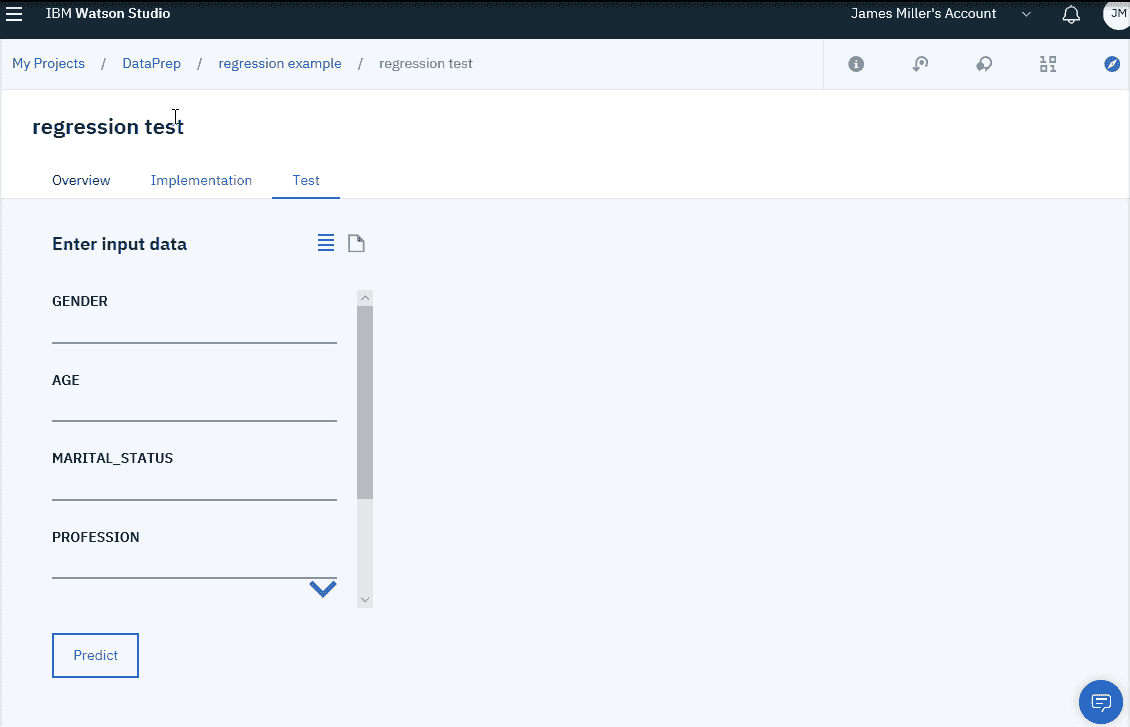 IBM Watson Studio
James Miller's Account
JM
My Projects / DataPrep / regression example / regression test
regression test
Overview
Implementation
Test
Enter input data
GENDER
AGE
MARITAL_STATUS
PROFESSION
Predict